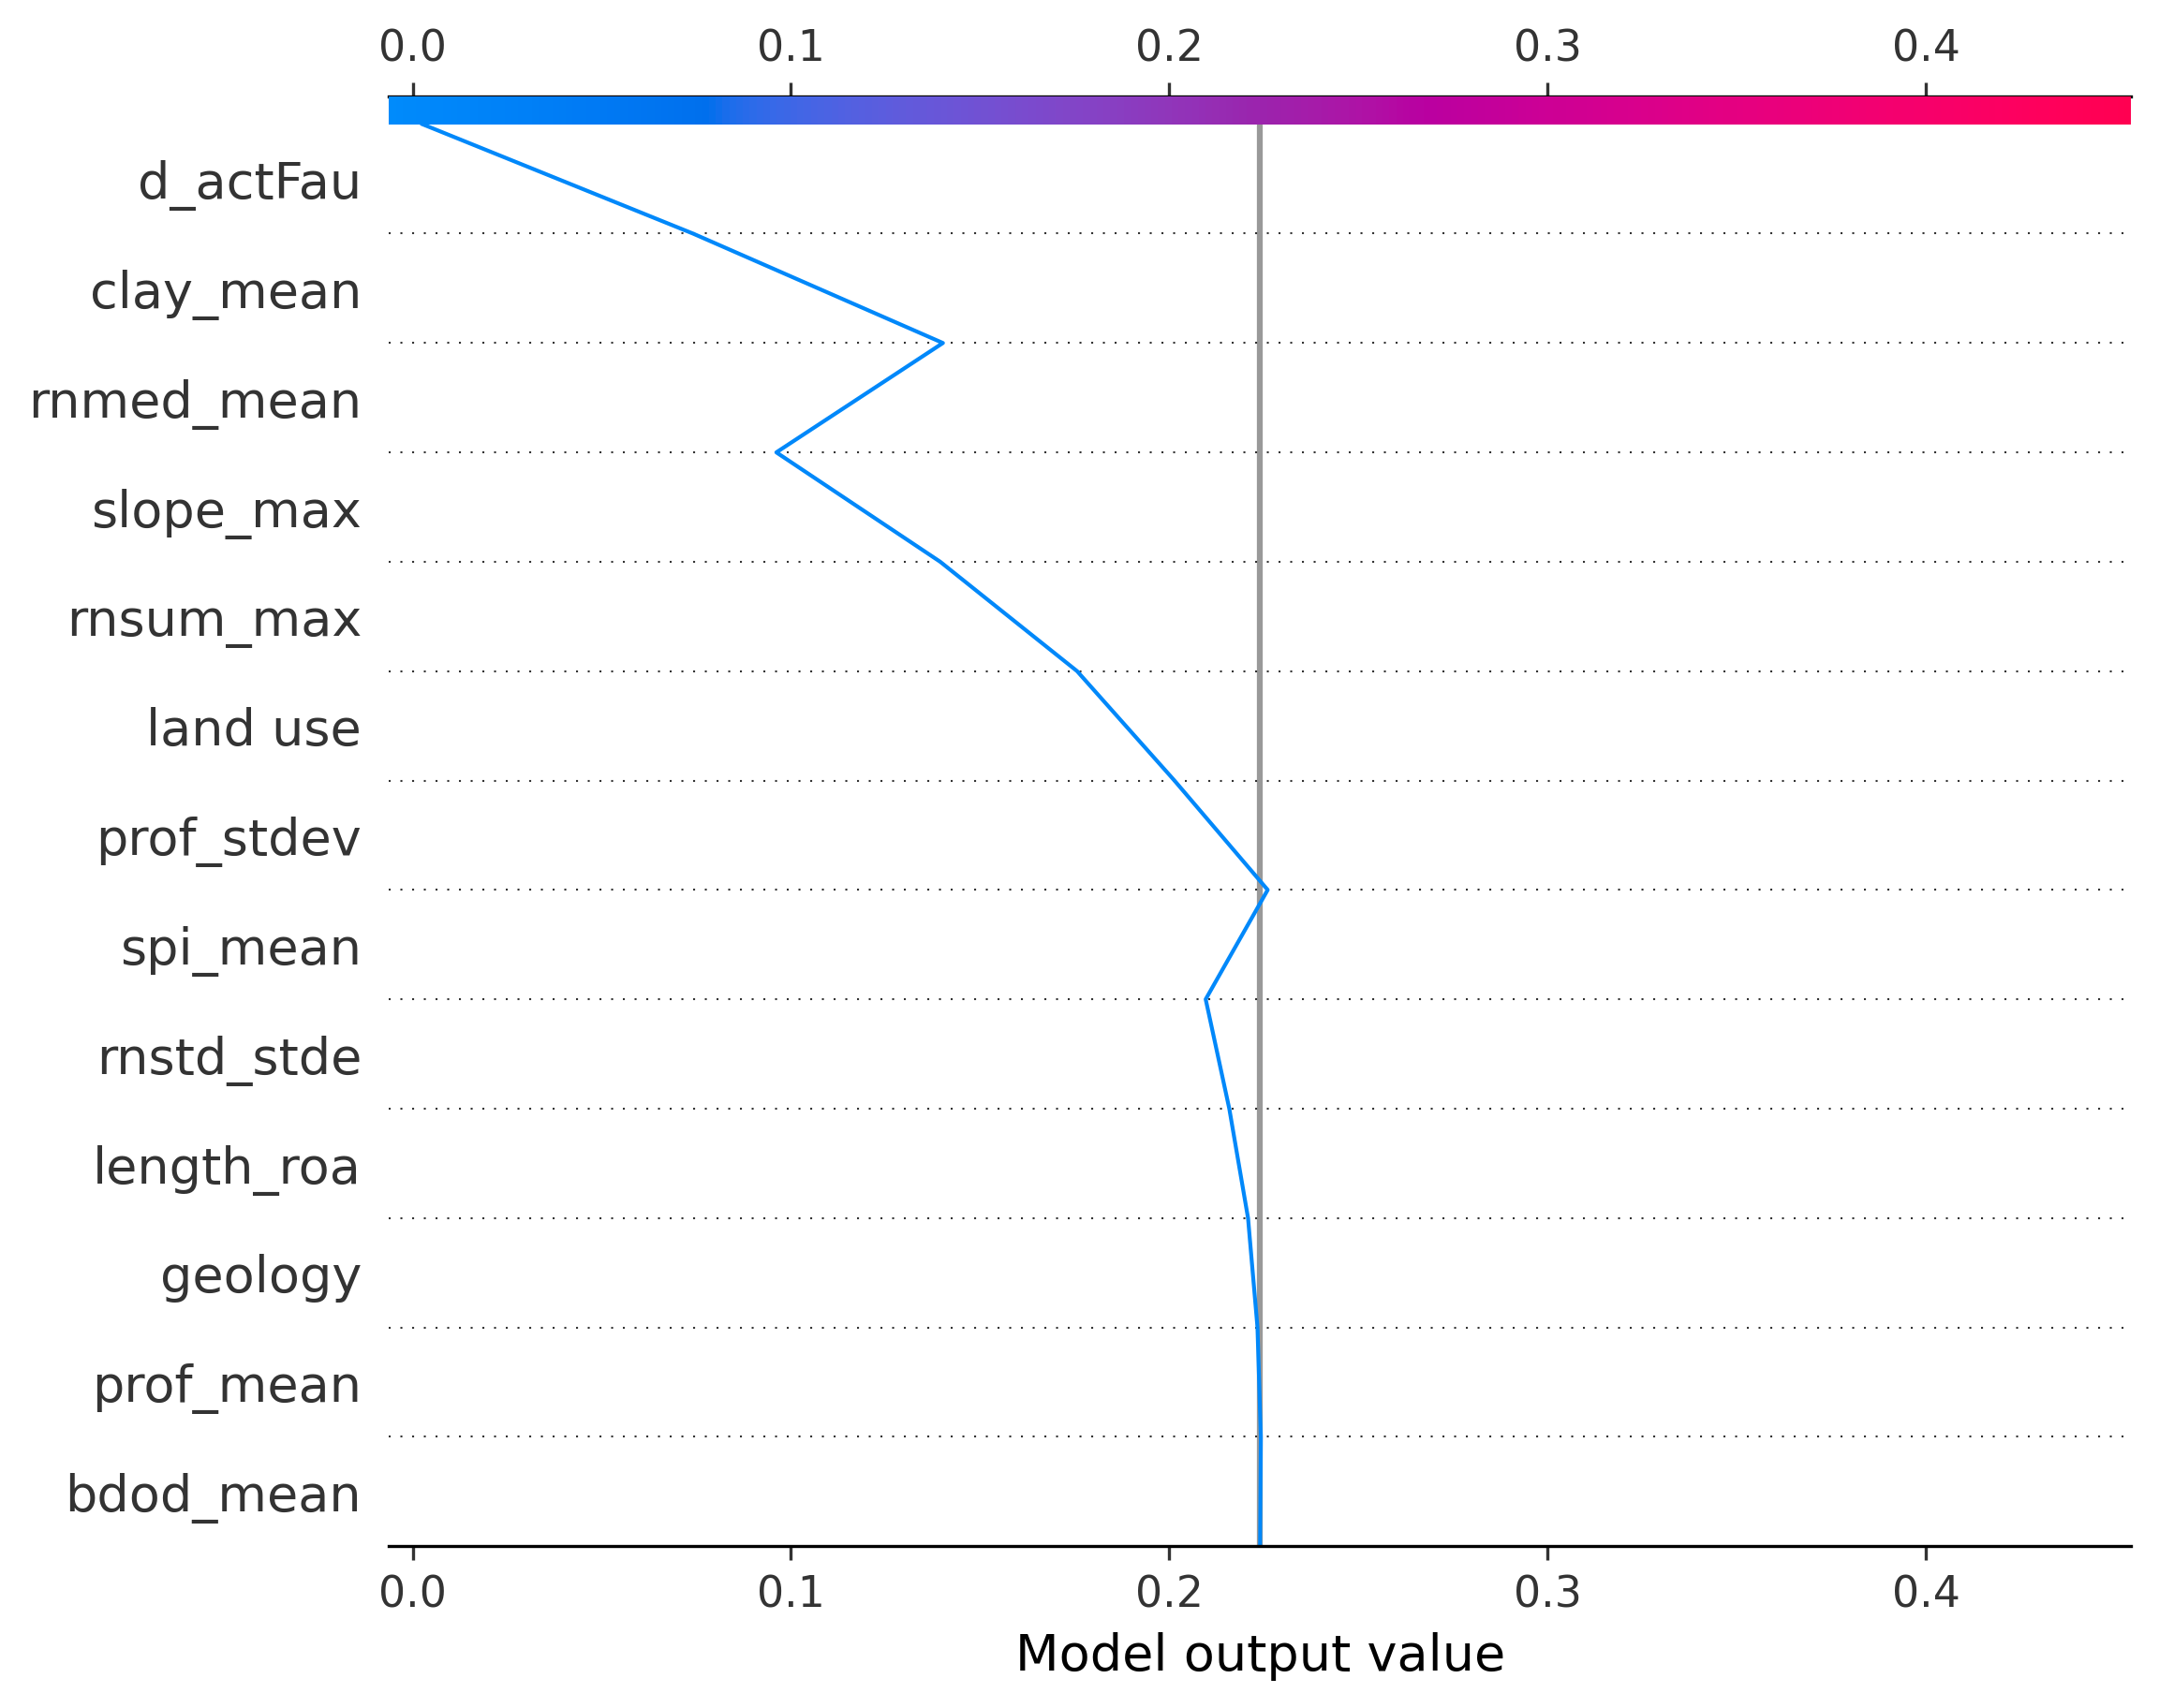 0.0 0.1 0.2 0.3 0.4
d_actFau
clay_mean
rnmed_mean
slope_max
rnsum_max
land use
prof_stdev
spi_mean
rnstd_stde
length_roa
geology
prof_mean
bdod_mean
0.0 0.1 0.2 0.3 0.4
Model output value